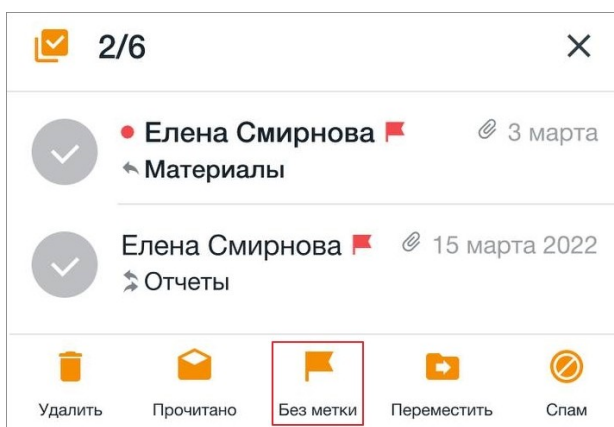 2/6
Елена Смирнова 3 марта
Материалы
Елена Смирнова 15 марта 2022
Отчеты
Удалить Прочитано Без метки Переместить Спам